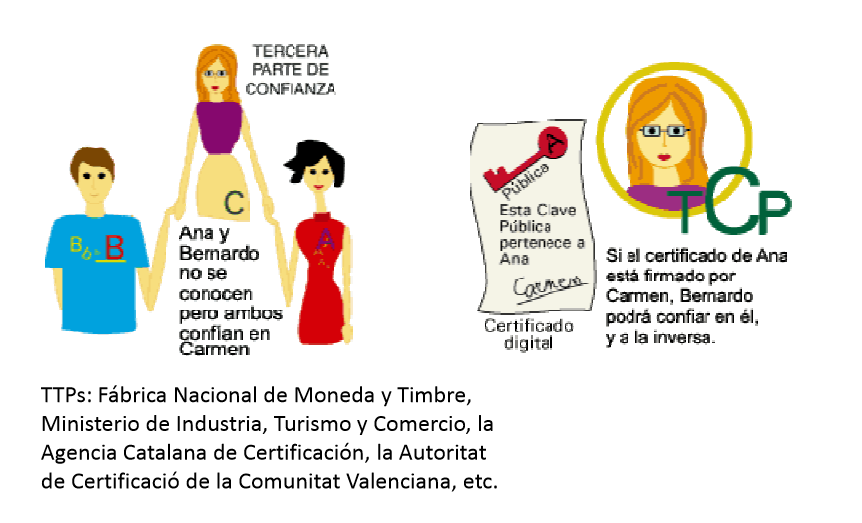 TERCERA
PARTE DE
CONFIANZA
C
B
b
B
A
Ana y
Bernardo
no se
conocen
pero ambos
confían en
Carmen
A
Pública
Esta Clave
Pública
pertenece a
Ana
Carmen
Certificado
digital
TCP
Si el certificado de Ana
está firmado por
Carmen, Bernardo
podrá confiar en él,
y a la inversa.
TTPs: Fábrica Nacional de Moneda y Timbre,
Ministerio de Industria, Turismo y Comercio, la
Agencia Catalana de Certificación, la Autoritat
de Certificació de la Comunitat Valenciana, etc.